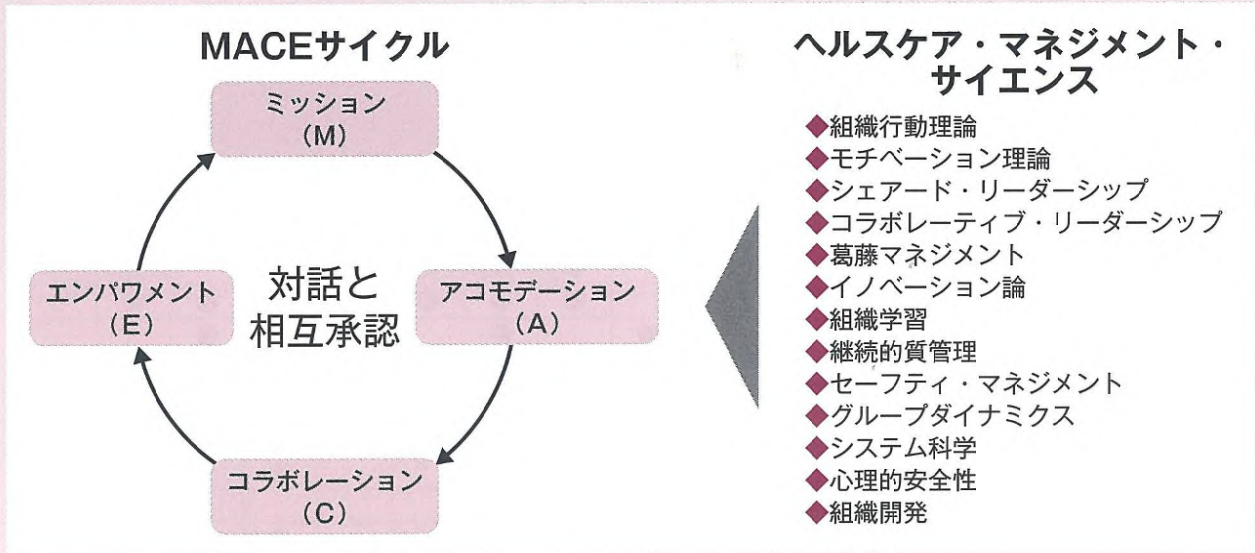 MACEサイクル
ミッション
（M）
アコモデーション
（A）
コラボレーション
（C）
エンパワメント
（E）
対話と
相互承認
ヘルスケア・マネジメント・
サイエンス
◆組織行動理論
◆モチベーション理論
◆シェアード・リーダーシップ
◆コラボレーティブ・リーダーシップ
◆葛藤マネジメント
◆イノベーション論
◆組織学習
◆継続的質管理
◆セーフティ・マネジメント
◆グループダイナミクス
◆システム科学
◆心理的安全性
◆組織開発